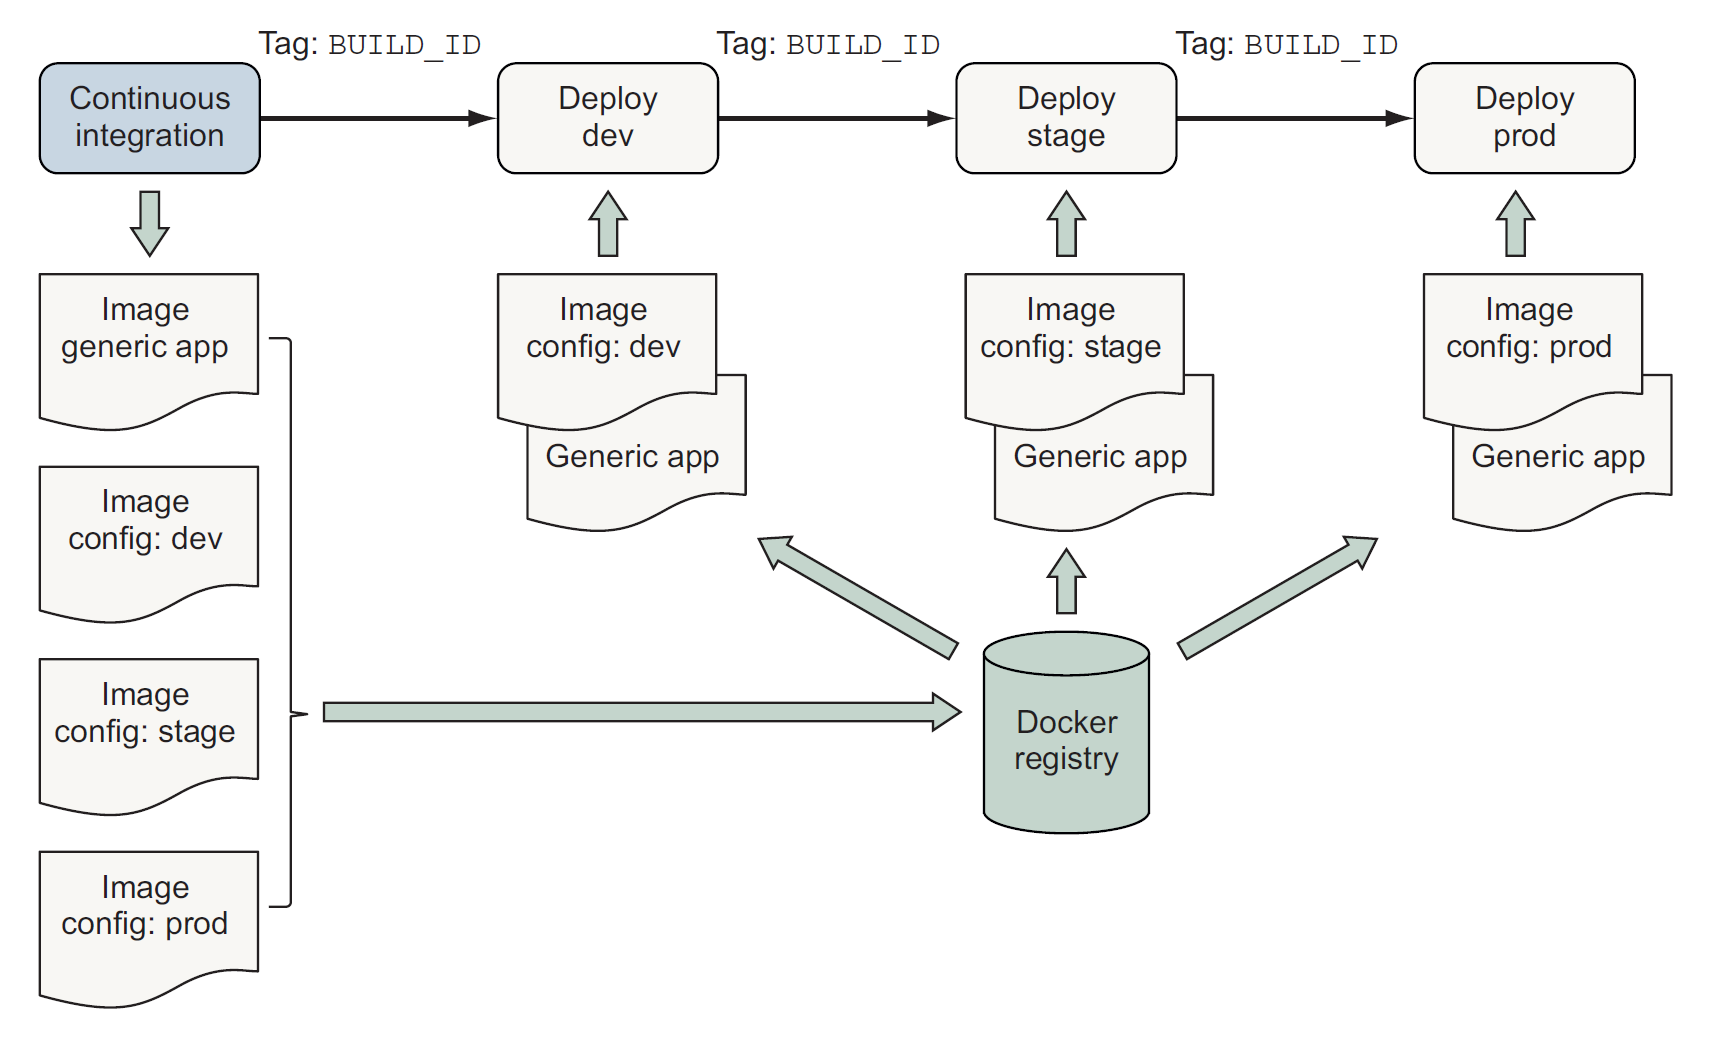 Tag: BUILD_ID
Tag: BUILD_ID
Tag: BUILD_ID
Continuous
integration
Deploy
dev
Deploy
stage
Deploy
prod
Image
generic app
Image
config: dev
Generic app
Image
config: stage
Generic app
Image
config: prod
Generic app
Image
config: dev
Image
config: stage
Image
config: prod
Docker
registry